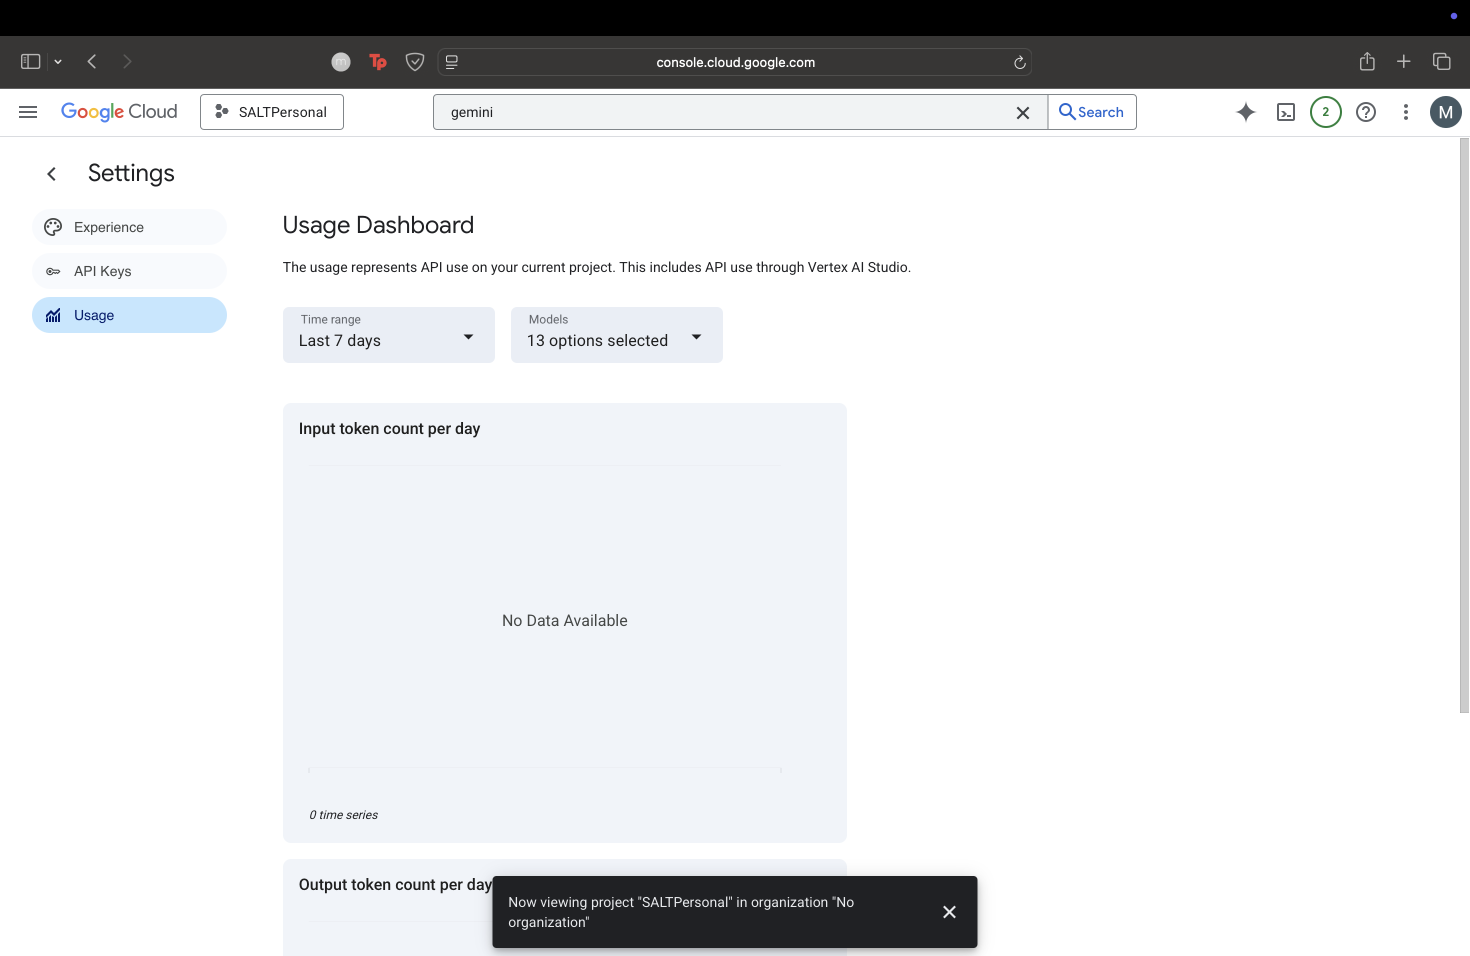 Tp
console.cloud.google.com
Google Cloud
SALTPersonal
gemini
Search
2
M
Settings
Experience
API Keys
Usage
Usage Dashboard
The usage represents API use on your current project. This includes API use through Vertex AI Studio.
Time range
Last 7 days
Models
13 options selected
Input token count per day
No Data Available
0 time series
Output token count per day
Now viewing project "SALTPersonal" in organization "No
organization"